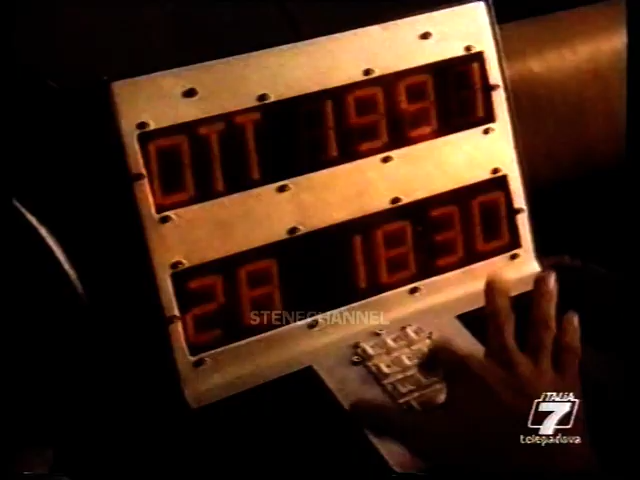 OTT 1991
28 1830
STENECHANNEL
iTALiA
7
telepadova